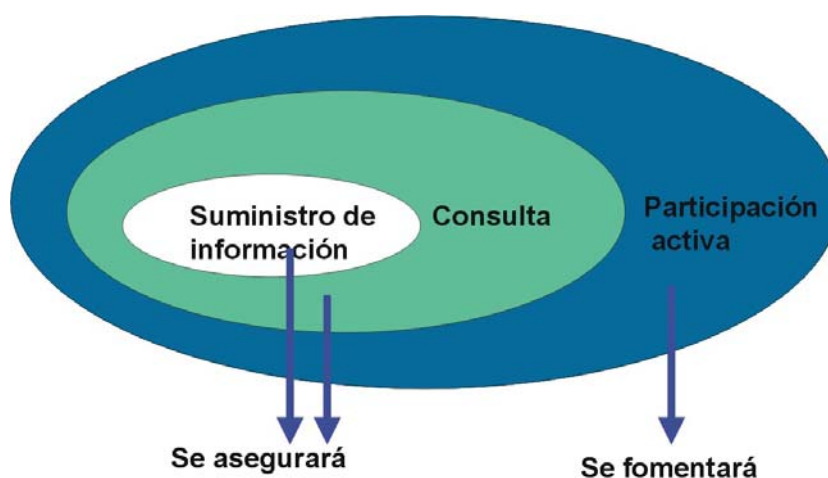 Suministro de
información
Consulta
Participación
activa
Se asegurará
Se fomentará